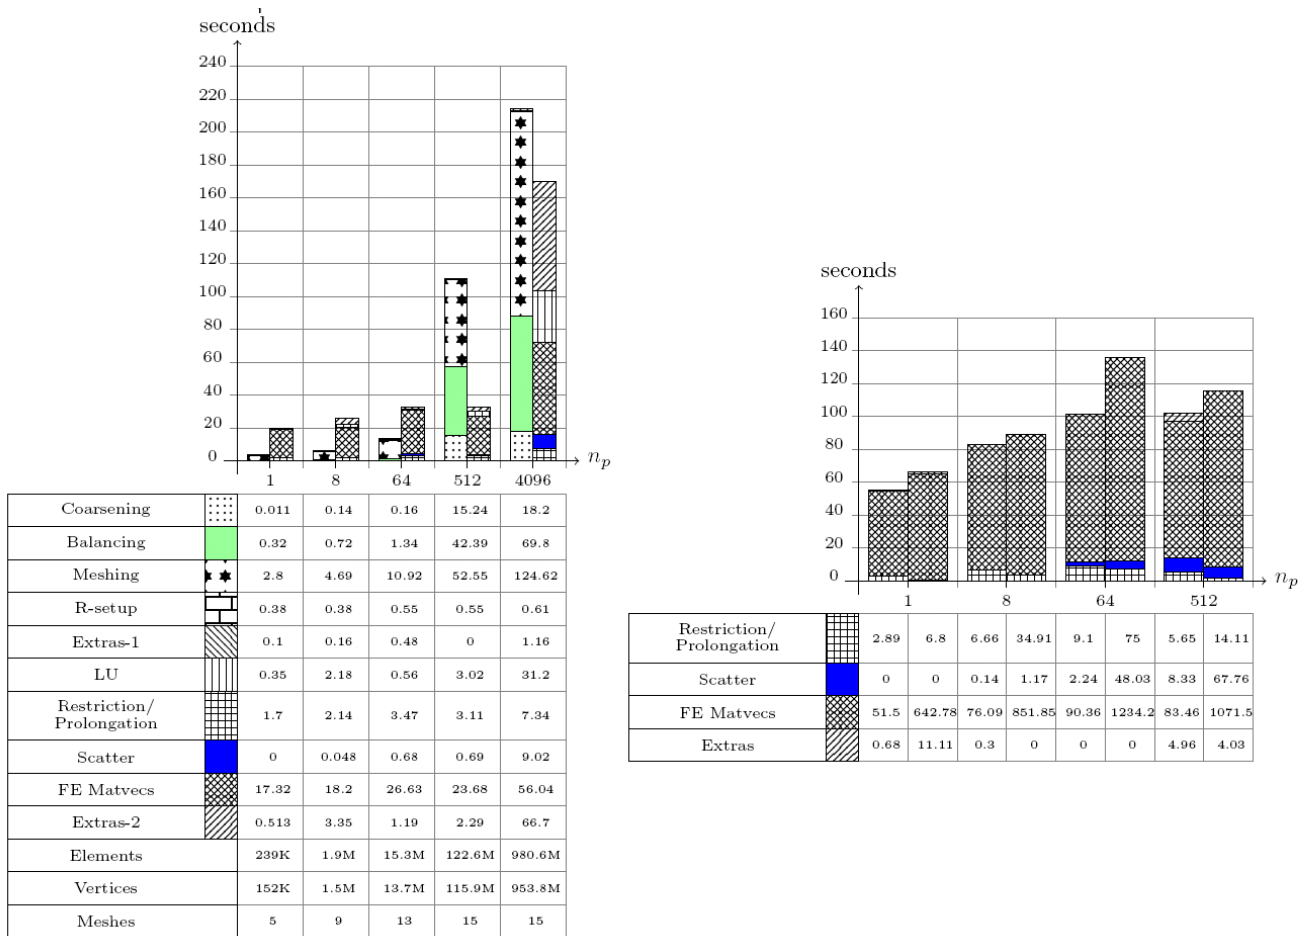 seconds
240
220
200
180
160
140
120
100
80
60
40
20
0
n_p
1 8 64 512 4096
Coarsening 0.011 0.14 0.16 15.24 18.2
Balancing 0.32 0.72 1.34 42.39 69.8
Meshing 2.8 4.69 10.92 52.55 124.62
R-setup 0.38 0.38 0.55 0.55 0.61
Extras-1 0.1 0.16 0.48 0 1.16
LU 0.35 2.18 0.56 3.02 31.2
Restriction/
Prolongation 1.7 2.14 3.47 3.11 7.34
Scatter 0 0.048 0.68 0.69 9.02
FE Matvecs 17.32 18.2 26.63 23.68 56.04
Extras-2 0.513 3.35 1.19 2.29 66.7
Elements 239K 1.9M 15.3M 122.6M 980.6M
Vertices 152K 1.5M 13.7M 115.9M 953.8M
Meshes 5 9 13 15 15
seconds
160
140
120
100
80
60
40
20
0
n_p
1 8 64 512
Restriction/
Prolongation 2.89 6.8 6.66 34.91 9.1 75 5.65 14.11
Scatter 0 0 0.14 1.17 2.24 48.03 8.33 67.76
FE Matvecs 51.5 642.78 76.09 851.85 90.36 1234.2 83.46 1071.5
Extras 0.68 11.11 0.3 0 0 0 4.96 4.03